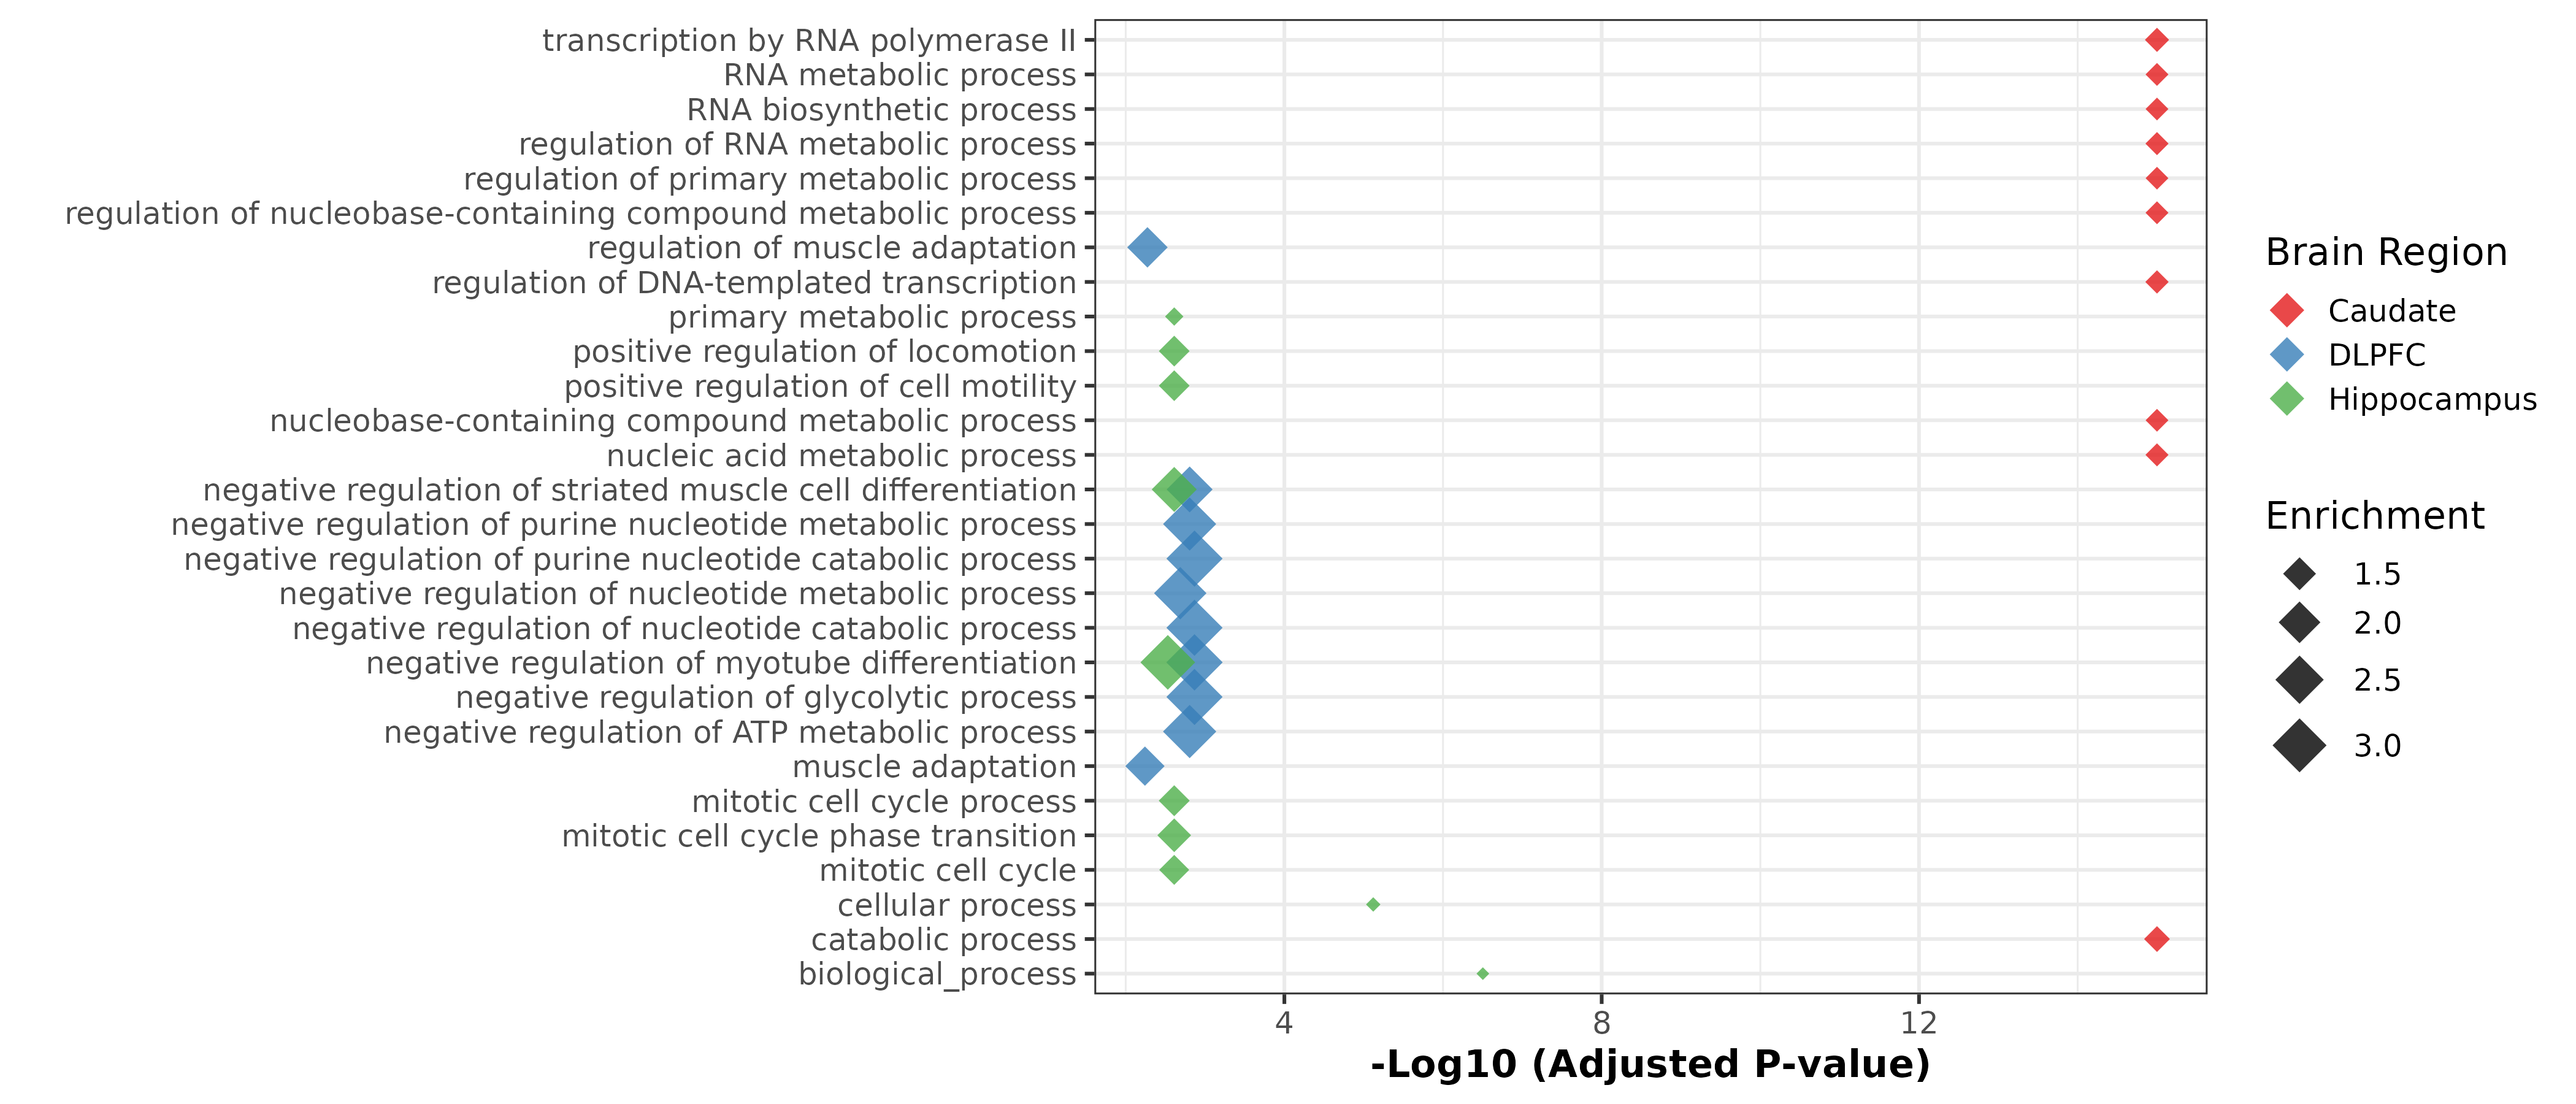 transcription by RNA polymerase II
RNA metabolic process
RNA biosynthetic process
regulation of RNA metabolic process
regulation of primary metabolic process
regulation of nucleobase-containing compound metabolic process
regulation of muscle adaptation
regulation of DNA-templated transcription
primary metabolic process
positive regulation of locomotion
positive regulation of cell motility
nucleobase-containing compound metabolic process
nucleic acid metabolic process
negative regulation of striated muscle cell differentiation
negative regulation of purine nucleotide metabolic process
negative regulation of purine nucleotide catabolic process
negative regulation of nucleotide metabolic process
negative regulation of nucleotide catabolic process
negative regulation of myotube differentiation
negative regulation of glycolytic process
negative regulation of ATP metabolic process
muscle adaptation
mitotic cell cycle process
mitotic cell cycle phase transition
mitotic cell cycle
cellular process
catabolic process
biological_process
4 8 12
-Log10 (Adjusted P-value)
Brain Region
Caudate
DLPFC
Hippocampus
Enrichment
1.5
2.0
2.5
3.0